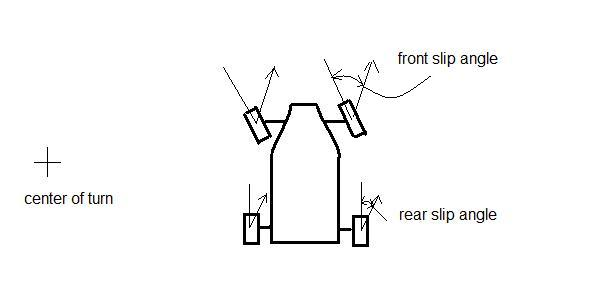 front slip angle
center of turn
rear slip angle